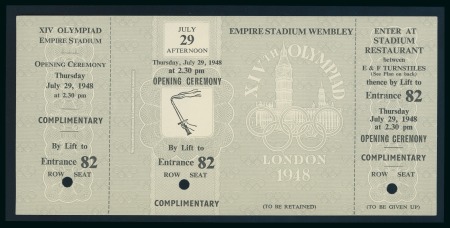 XIV OLYMPIAD
EMPIRE STADIUM
OPENING CEREMONY
Thursday
July 29, 1948
at 2.30 pm
COMPLIMENTARY
By Lift to
Entrance 82
ROW SEAT
JULY
29
AFTERNOON
Thursday, July 29, 1948
at 2.30 pm
OPENING CEREMONY
By Lift to
Entrance 82
ROW SEAT
COMPLIMENTARY
EMPIRE STADIUM WEMBLEY
XIVTH OLYMPIAD
LONDON
1948
(TO BE RETAINED)
ENTER AT
STADIUM
RESTAURANT
between
E & F TURNSTILES
(See Plan on back)
thence by Lift to
Entrance 82
Thursday
July 29, 1948
at 2.30 pm
OPENING CEREMONY
COMPLIMENTARY
ROW SEAT
(TO BE GIVEN UP)